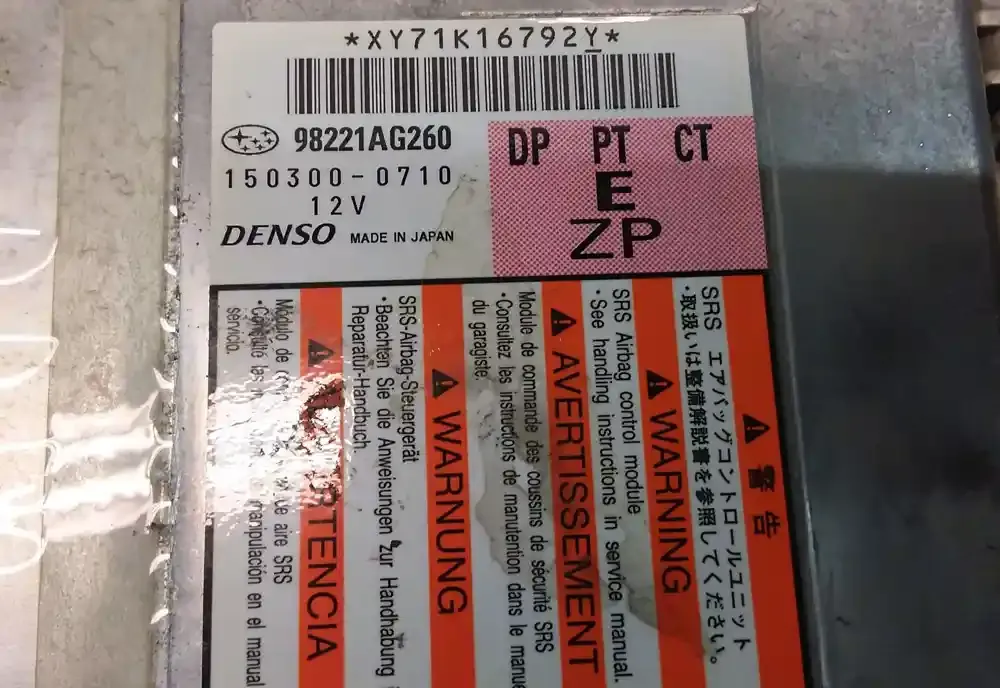 *XY71K16792Y*
98221AG260
150300-0710
12V
DENSO MADE IN JAPAN
DP PT CT
E
ZP
警告
SRS エアバッグコントロールユニット
・取扱いは整備解説書を参照してください。
WARNING
SRS Airbag control module
・See handling instructions in service manual.
AVERTISSEMENT
Module de commande des coussins de sécurité SRS
・Consultez les instructions de manutention dans le
du garagiste.
WARNUNG
SRS-Airbag-Steuergerät
・Beachten Sie die Anweisungen zur Handhabung
Reparatur-Handbuch.
RTENCIA
Módulo de de aire SRS
las manipulación en el manual
servicio.